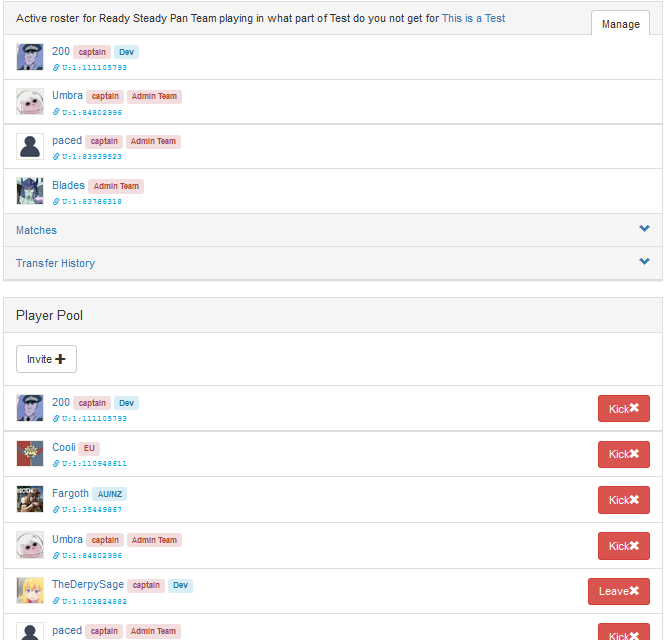 Active roster for Ready Steady Pan Team playing in what part of Test do you not get for This is a Test
Manage
200 captain Dev
U:1:111105793
Umbra captain Admin Team
U:1:84802996
paced captain Admin Team
U:1:83939523
Blades Admin Team
U:1:83786318
Matches
Transfer History
Player Pool
Invite
200 captain Dev
U:1:111105793
Kick
Cooli EU
U:1:110948611
Kick
Fargoth AU/NZ
U:1:35449867
Kick
Umbra captain Admin Team
U:1:84802996
Kick
TheDerpySage captain Dev
U:1:103824882
Leave
paced captain Admin Team
Kick